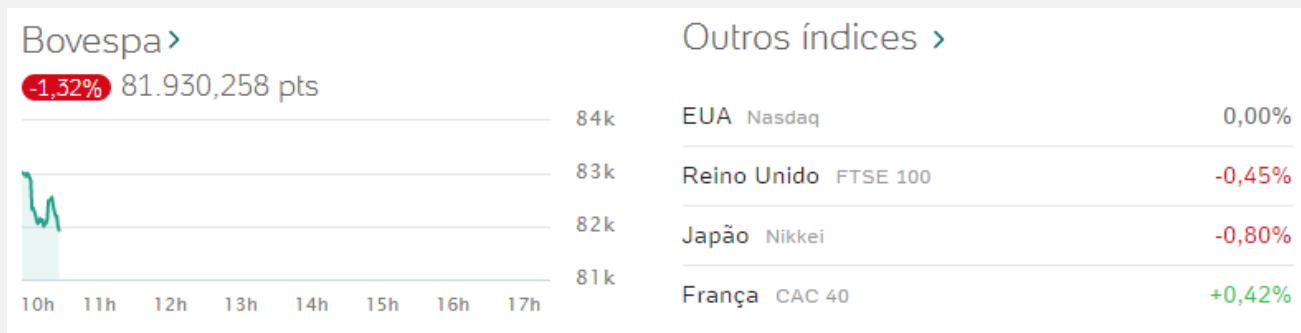 Bovespa
-1,32% 81.930,258 pts
84k
83k
82k
81k
10h 11h 12h 13h 14h 15h 16h 17h
Outros índices
EUA Nasdaq 0,00%
Reino Unido FTSE 100 -0,45%
Japão Nikkei -0,80%
França CAC 40 +0,42%